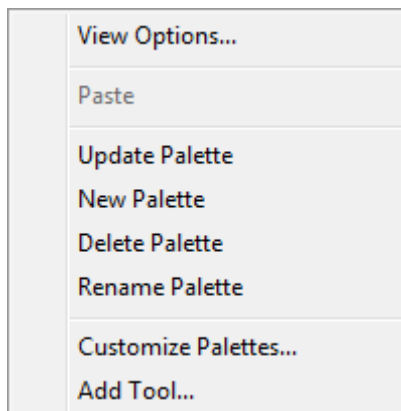 View Options...
Paste
Update Palette
New Palette
Delete Palette
Rename Palette
Customize Palettes...
Add Tool...